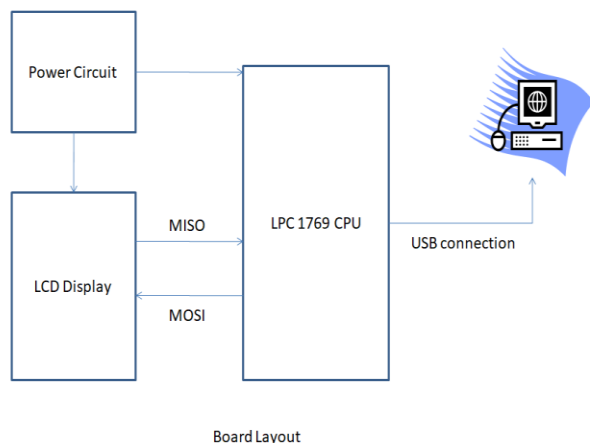 Power Circuit
LPC 1769 CPU
MISO
USB connection
LCD Display
MOSI
Board Layout